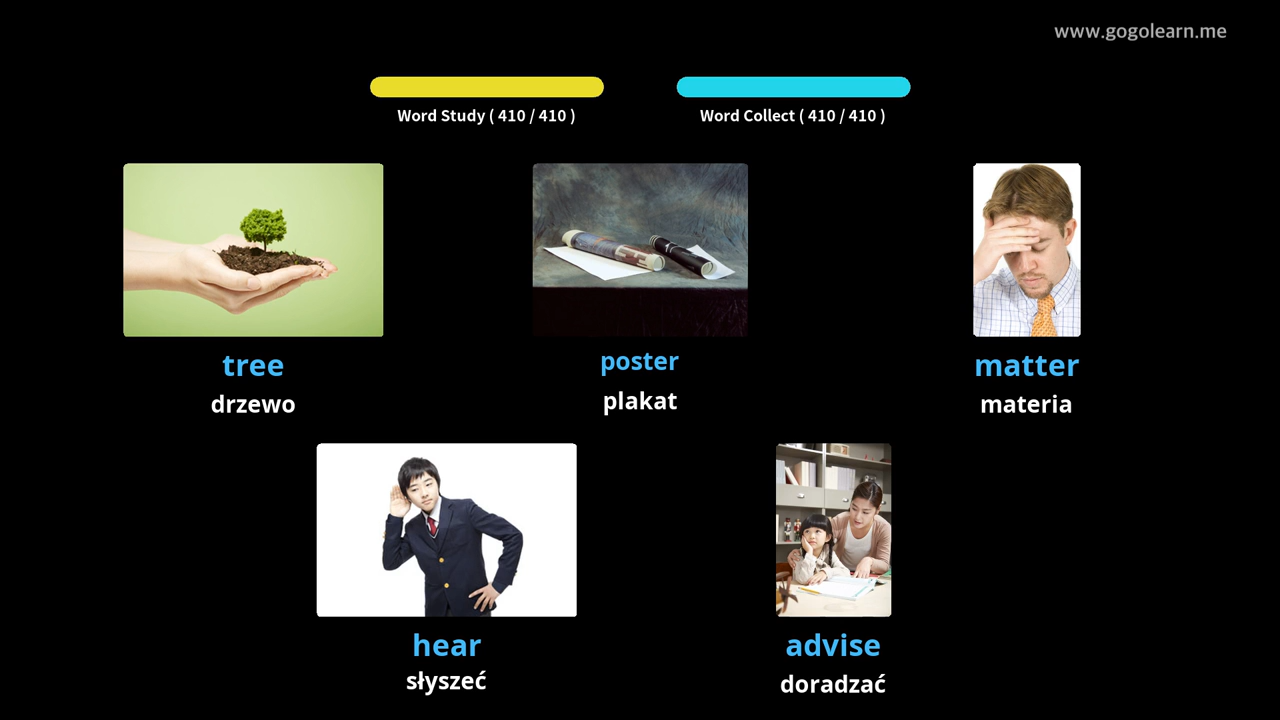 www.gogolearn.me
Word Study ( 410 / 410 )
Word Collect ( 410 / 410 )
tree
drzewo
poster
plakat
matter
materia
hear
słyszeć
advise
doradzać